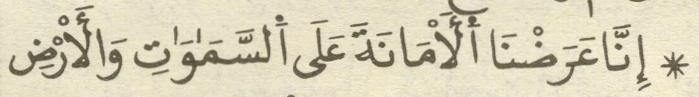 * إِنَّا عَرَضْنَا ٱلْأَمَانَةَ عَلَى ٱلسَّمَٰوَٰتِ وَٱلْأَرْضِ